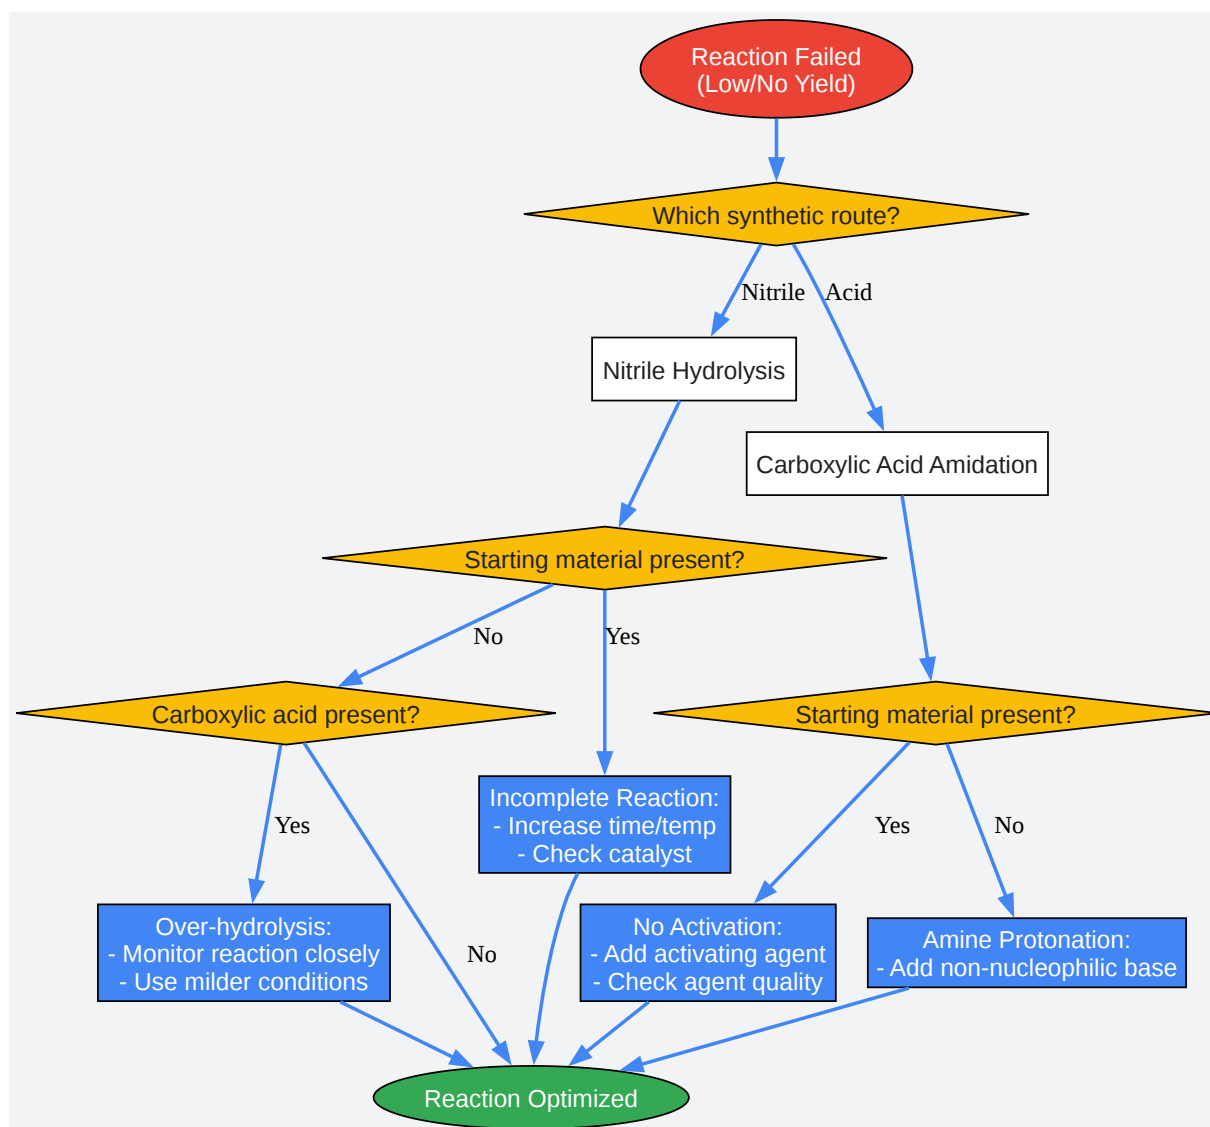 Reaction Failed
(Low/No Yield)
Which synthetic route?
Nitrile
Acid
Nitrile Hydrolysis
Carboxylic Acid Amidation
Starting material present?
No
Yes
Carboxylic acid present?
Starting material present?
Incomplete Reaction:
- Increase time/temp
- Check catalyst
Yes
Yes
No
Over-hydrolysis:
- Monitor reaction closely
- Use milder conditions
No
No Activation:
- Add activating agent
- Check agent quality
Amine Protonation:
- Add non-nucleophilic base
Reaction Optimized